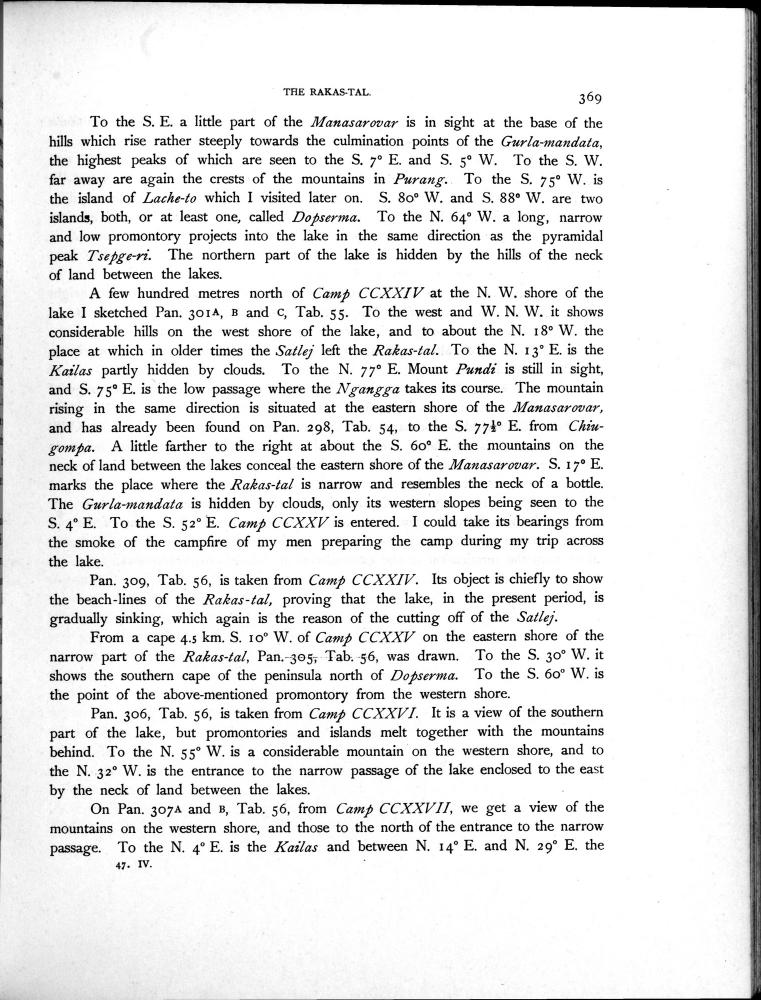 THE RAKAS-TAL.
369
To the S. E. a little part of the Manasarovar is in sight at the base of the
hills which rise rather steeply towards the culmination points of the Gurla-mandata,
the highest peaks of which are seen to the S. 7° E. and S. 5° W. To the S. W.
far away are again the crests of the mountains in Purang. To the S. 75° W. is
the island of Lache-to which I visited later on. S. 80° W. and S. 88° W. are two
islands, both, or at least one, called Dopserma. To the N. 64° W. a long, narrow
and low promontory projects into the lake in the same direction as the pyramidal
peak Tsepge-ri. The northern part of the lake is hidden by the hills of the neck
of land between the lakes.
A few hundred metres north of Camp CCXXIV at the N. W. shore of the
lake I sketched Pan. 301A, B and C, Tab. 55. To the west and W. N. W. it shows
considerable hills on the west shore of the lake, and to about the N. 18° W. the
place at which in older times the Satlej left the Rakas-tal. To the N. 13° E. is the
Kailas partly hidden by clouds. To the N. 77° E. Mount Pundi is still in sight,
and S. 75° E. is the low passage where the Ngangga takes its course. The mountain
rising in the same direction is situated at the eastern shore of the Manasarovar,
and has already been found on Pan. 298, Tab. 54, to the S. 77½° E. from Chiu-
gompa. A little farther to the right at about the S. 60° E. the mountains on the
neck of land between the lakes conceal the eastern shore of the Manasarovar. S. 17° E.
marks the place where the Rakas-tal is narrow and resembles the neck of a bottle.
The Gurla-mandata is hidden by clouds, only its western slopes being seen to the
S. 4° E. To the S. 52° E. Camp CCXXV is entered. I could take its bearings from
the smoke of the campfire of my men preparing the camp during my trip across
the lake.
Pan. 309, Tab. 56, is taken from Camp CCXXIV. Its object is chiefly to show
the beach-lines of the Rakas-tal, proving that the lake, in the present period, is
gradually sinking, which again is the reason of the cutting off of the Satlej.
From a cape 4.5 km. S. 10° W. of Camp CCXXV on the eastern shore of the
narrow part of the Rakas-tal, Pan. 305, Tab. 56, was drawn. To the S. 30° W. it
shows the southern cape of the peninsula north of Dopserma. To the S. 60° W. is
the point of the above-mentioned promontory from the western shore.
Pan. 306, Tab. 56, is taken from Camp CCXXVI. It is a view of the southern
part of the lake, but promontories and islands melt together with the mountains
behind. To the N. 55° W. is a considerable mountain on the western shore, and to
the N. 32° W. is the entrance to the narrow passage of the lake enclosed to the east
by the neck of land between the lakes.
On Pan. 307A and B, Tab. 56, from Camp CCXXVII, we get a view of the
mountains on the western shore, and those to the north of the entrance to the narrow
passage. To the N. 4° E. is the Kailas and between N. 14° E. and N. 29° E. the
47. IV.